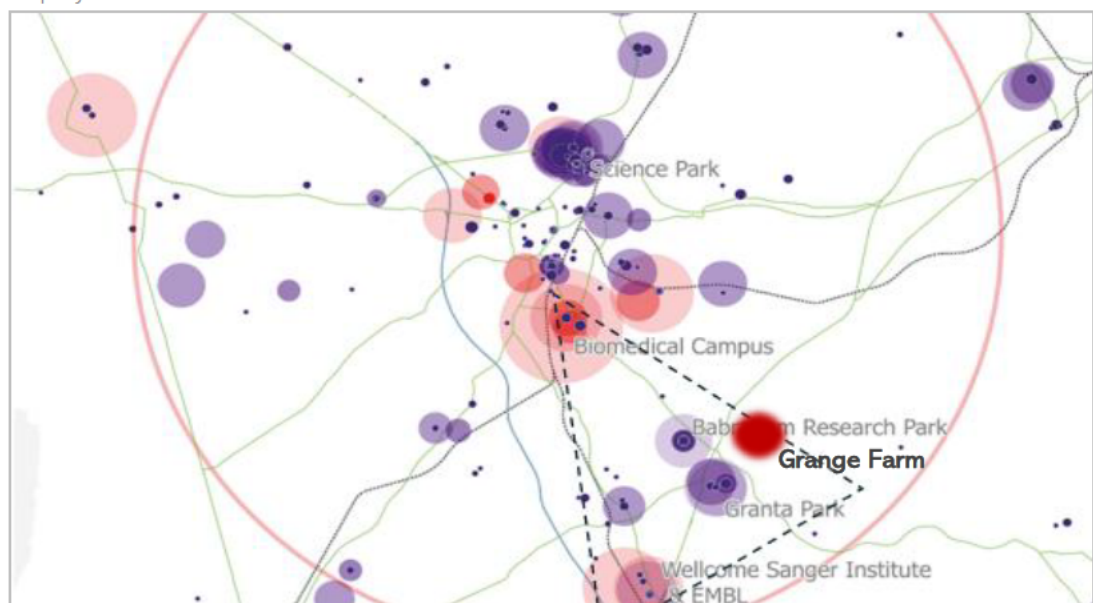 Science Park
Biomedical Campus
Research Park
Grange Farm
Granta Park
Wellcome Sanger Institute
& EMBL